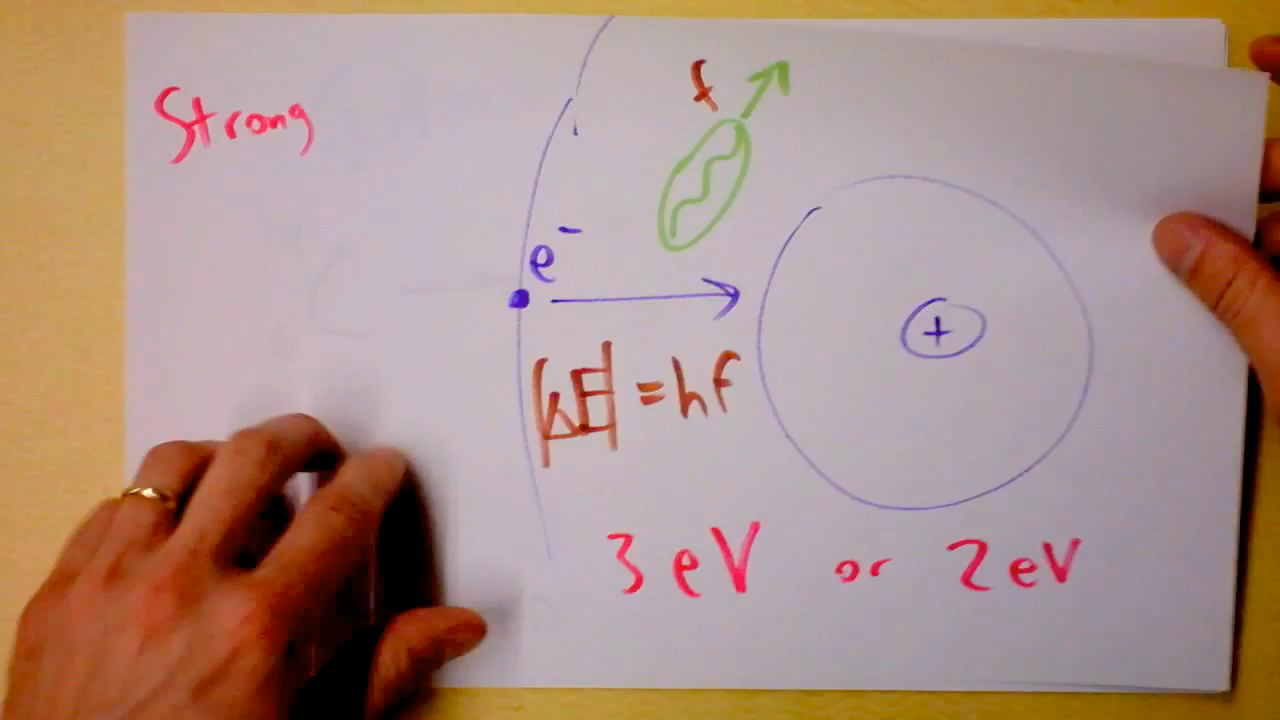 Strong
f
e⁻
|ΔE| = hf
+
3 eV or 2 eV